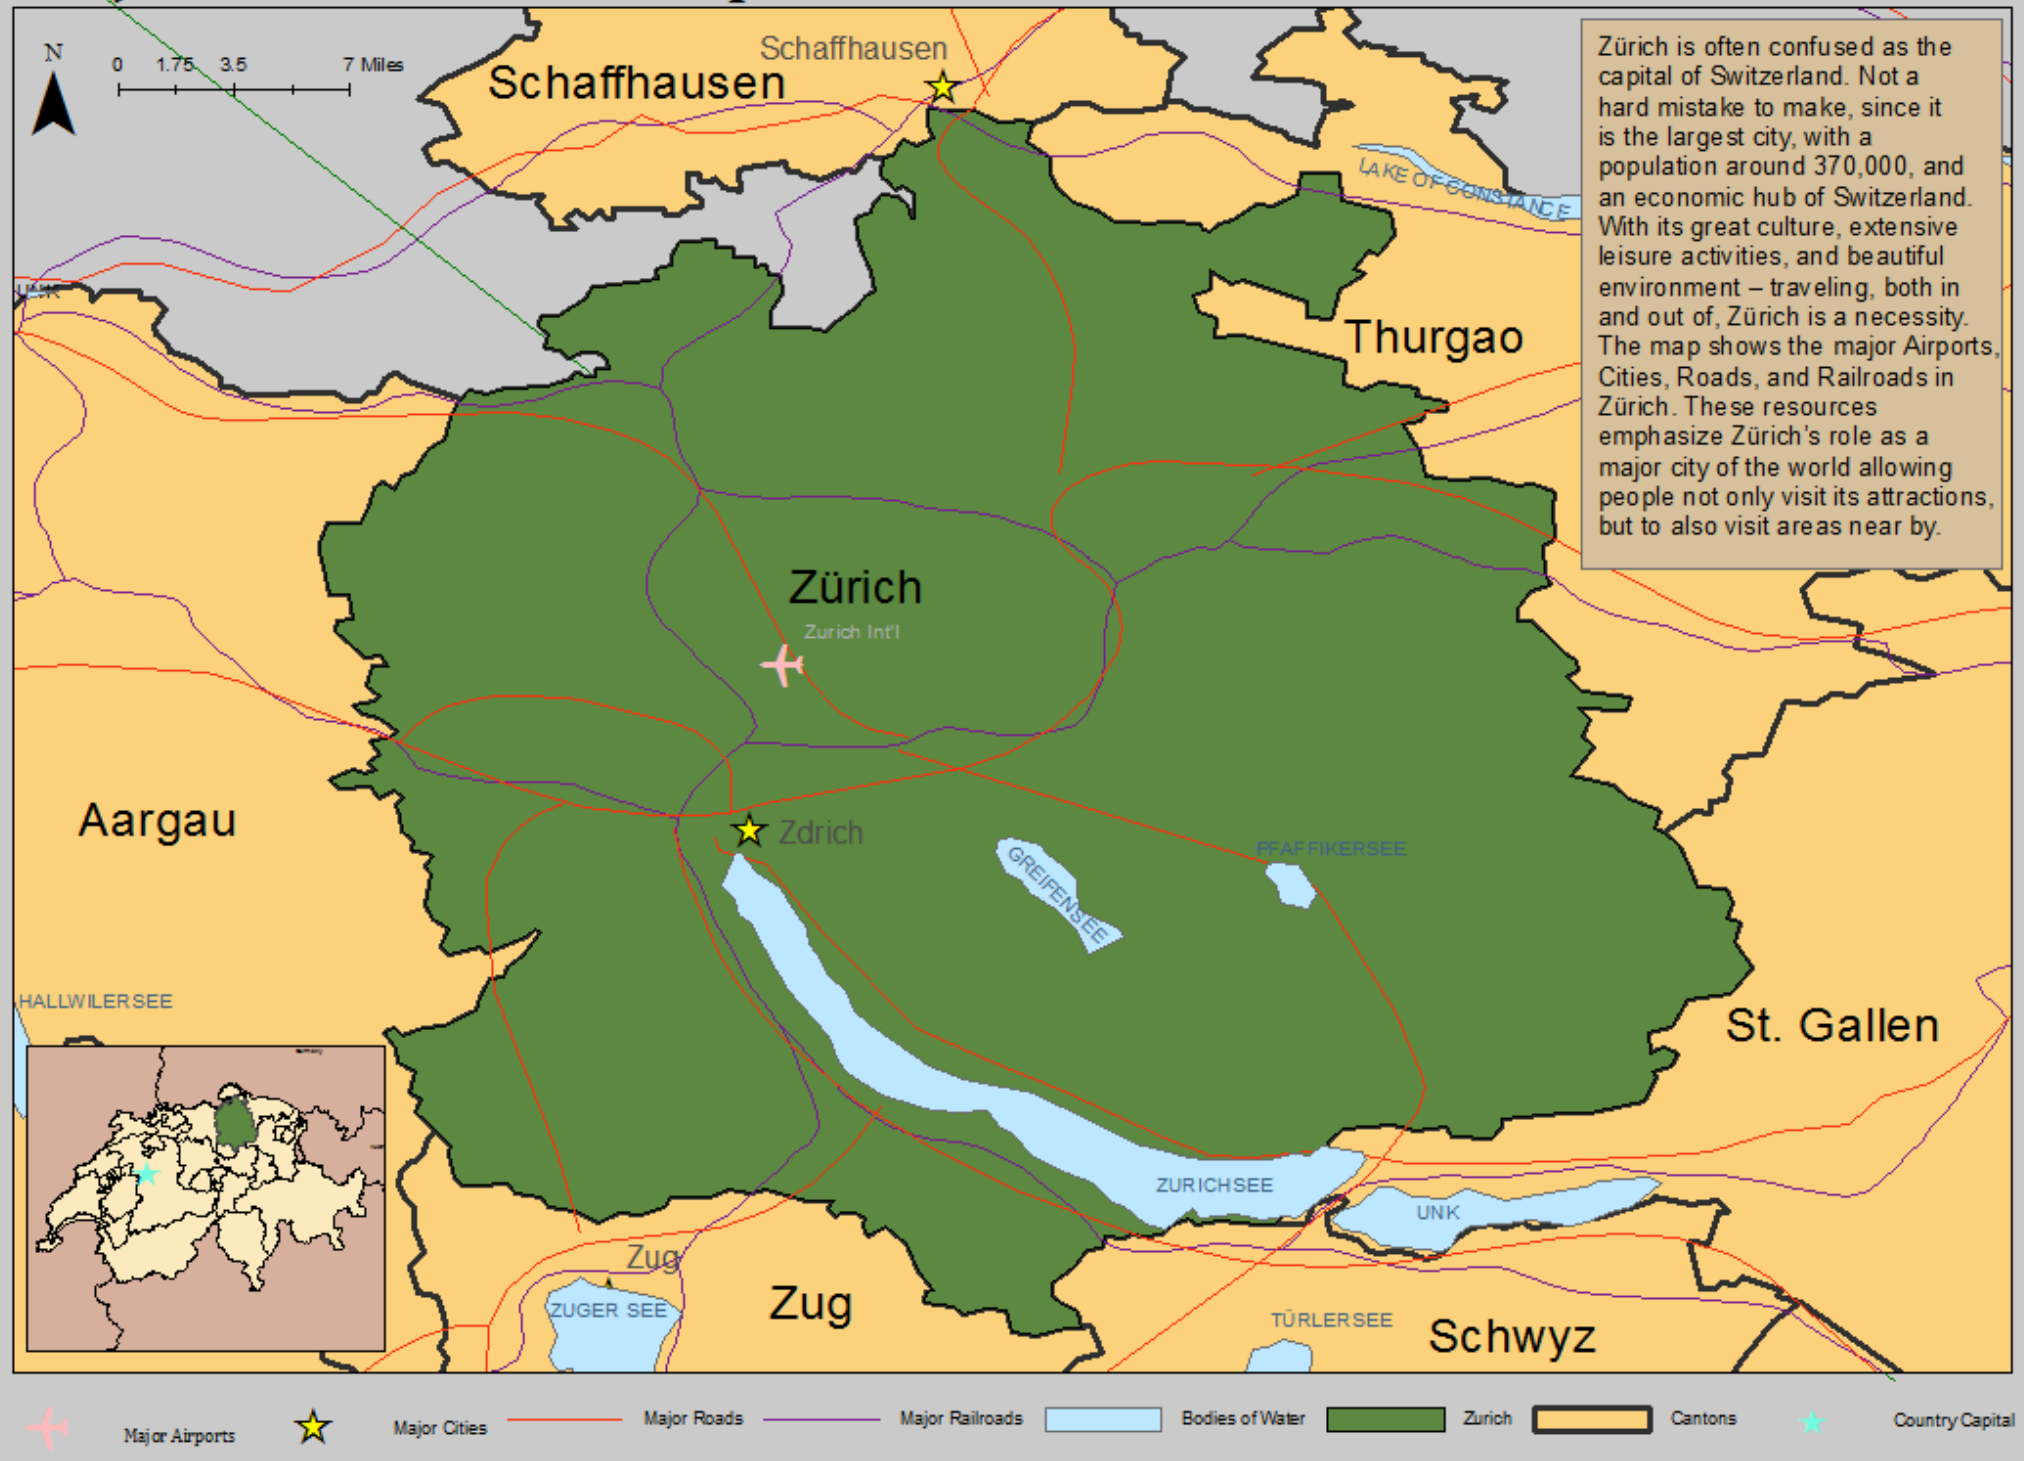 N
0 1.75 3.5 7 Miles
Schaffhausen
Schaffhausen
Zürich is often confused as the
capital of Switzerland. Not a
hard mistake to make, since it
is the largest city, with a
population around 370,000, and
an economic hub of Switzerland.
With its great culture, extensive
leisure activities, and beautiful
environment – traveling, both in
and out of, Zürich is a necessity.
The map shows the major Airports,
Cities, Roads, and Railroads in
Zürich. These resources
emphasize Zürich's role as a
major city of the world allowing
people not only visit its attractions,
but to also visit areas near by.
LAKE OF CONSTANCE
UNK
Thurgao
Zürich
Zurich Int'l
Aargau
Zdrich
GREIFENSEE
PFAFFIKERSEE
HALLWILERSEE
St. Gallen
Germany
ZURICHSEE
UNK
Zug
ZUGER SEE
Zug
TÜRLERSEE
Schwyz
Major Airports
Major Cities
Major Roads
Major Railroads
Bodies of Water
Zurich
Cantons
Country Capital